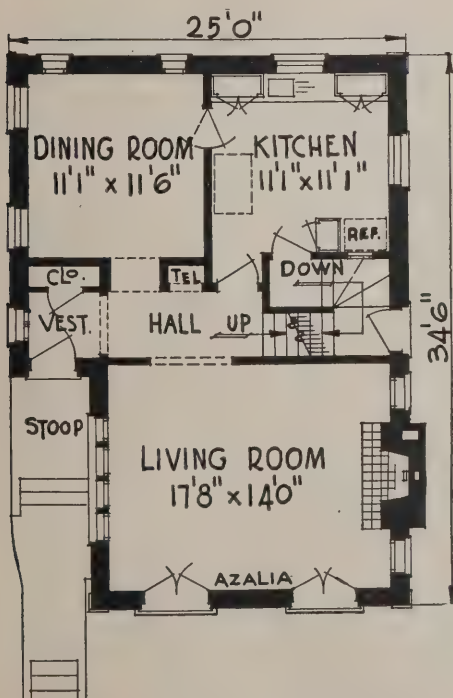 25'0"
DINING ROOM
11'1" x 11'6"
KITCHEN
11'1" x 11'1"
REF.
CLO.
TEL
DOWN
VEST.
HALL
UP
34'6"
STOOP
LIVING ROOM
17'8" x 14'0"
AZALIA